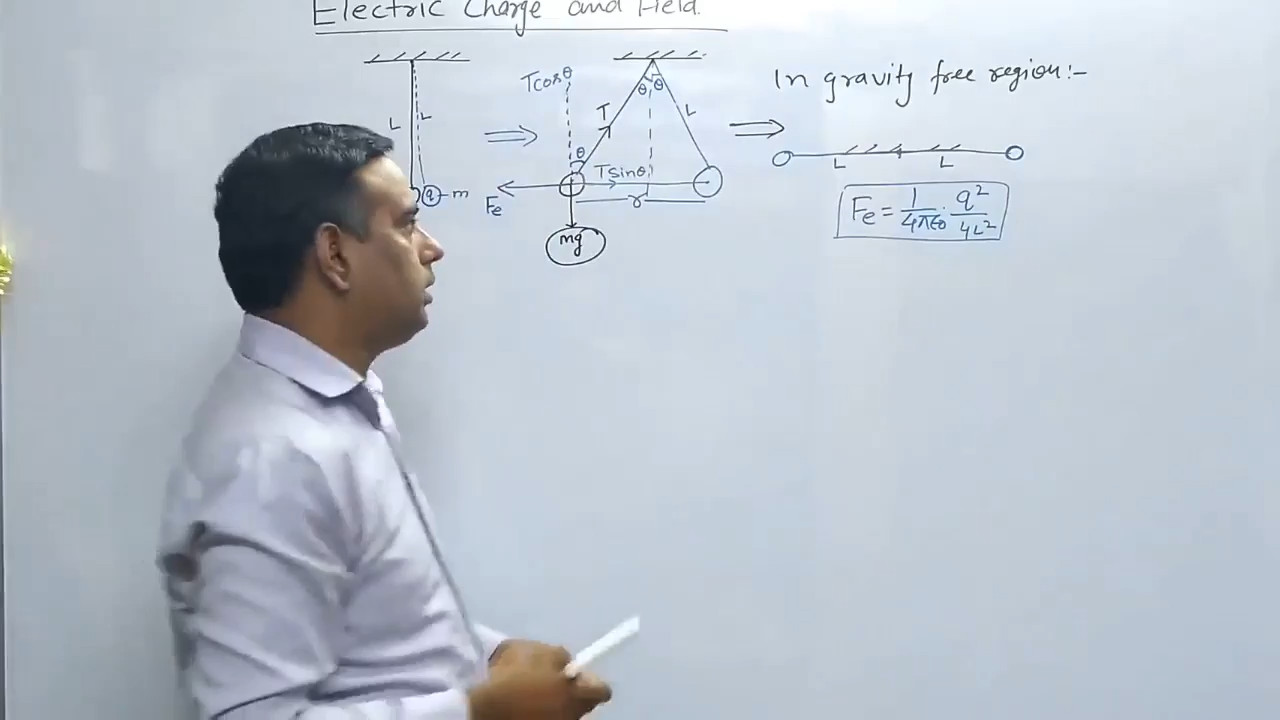 Electric Charge and Field.
L L
q m
Tcosθ
θ θ
T L
θ
Tsinθ
Fe
r
mg
In gravity free region:-
L L
Fe = 1/4πε0 · q²/4L²